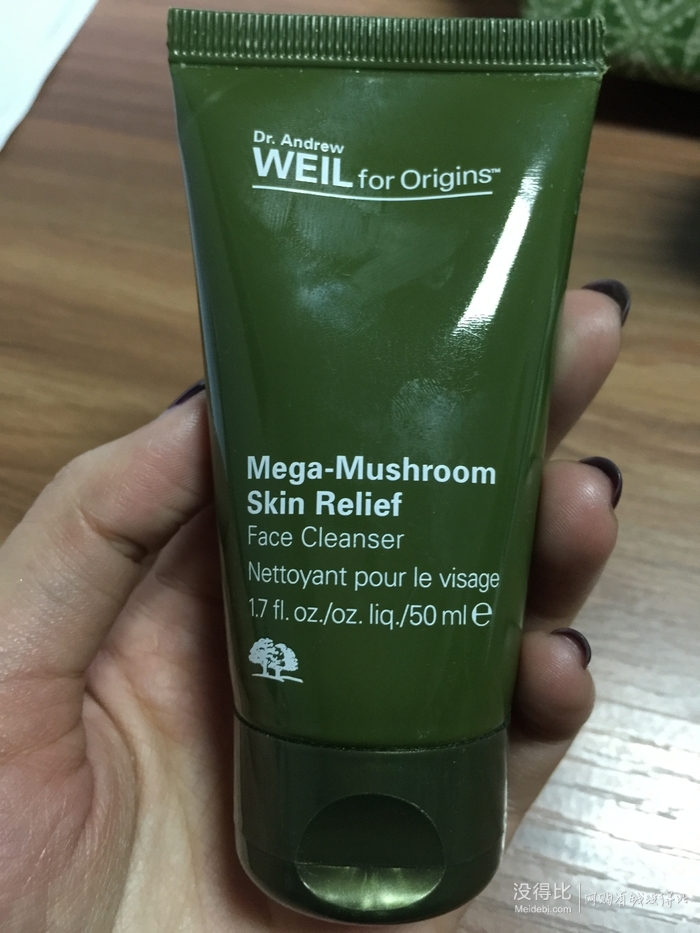 Dr. Andrew
WEIL for Origins™
Mega-Mushroom
Skin Relief
Face Cleanser
Nettoyant pour le visage
1.7 fl. oz./oz. liq./50 ml ℮
没得比
Meidebi.com